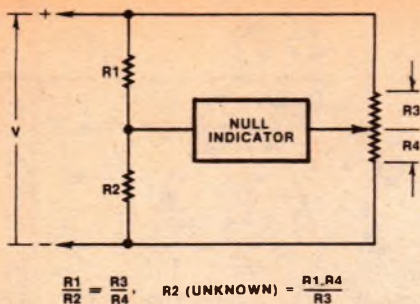 +
R1
R3
V
NULL
INDICATOR
R4
R2
−
R1/R2 = R3/R4, R2 (UNKNOWN) = R1.R4/R3